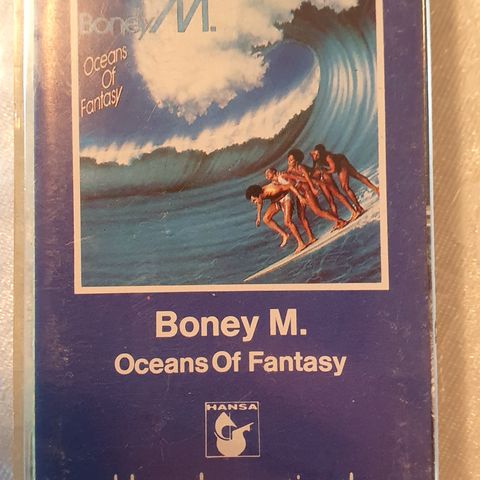 Boney M.
Oceans
Of
Fantasy
Boney M.
Oceans Of Fantasy
HANSA